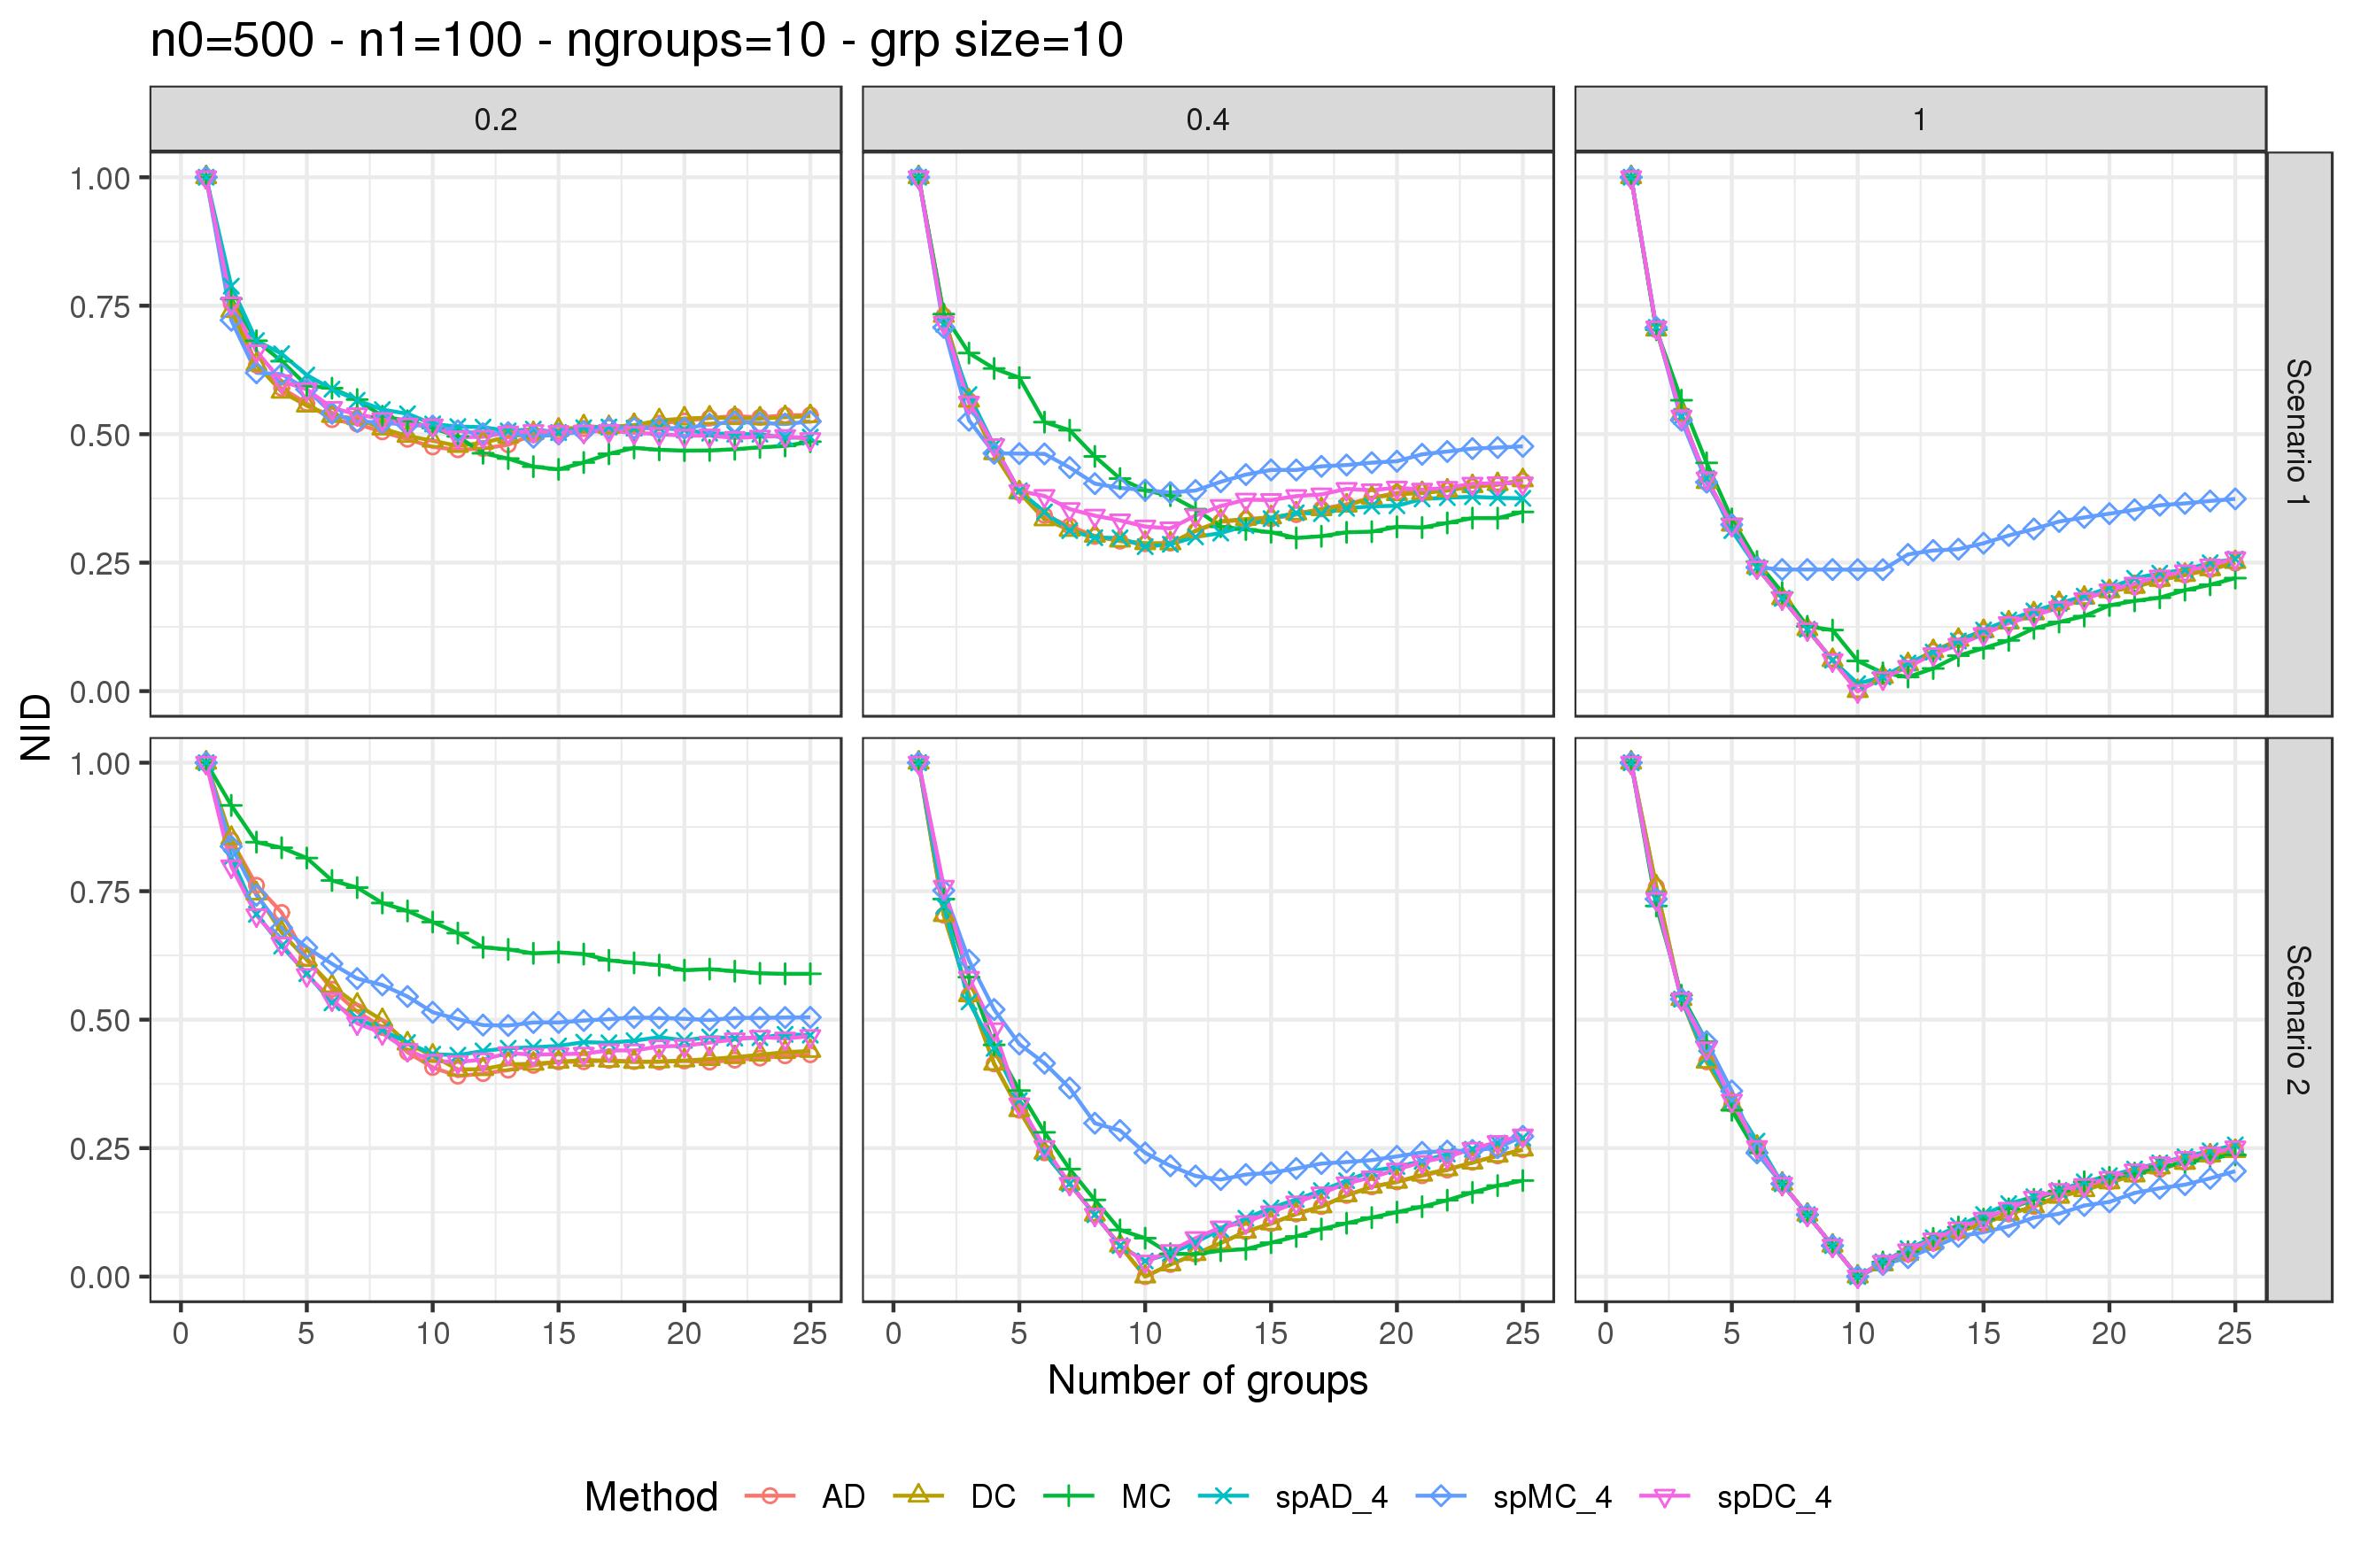 n0=500 - n1=100 - ngroups=10 - grp size=10
0.2 0.4 1
1.00
0.75
0.50
0.25
0.00
Scenario 1
NID
1.00
0.75
0.50
0.25
0.00
Scenario 2
0 5 10 15 20 25 0 5 10 15 20 25 0 5 10 15 20 25
Number of groups
Method AD DC MC spAD_4 spMC_4 spDC_4